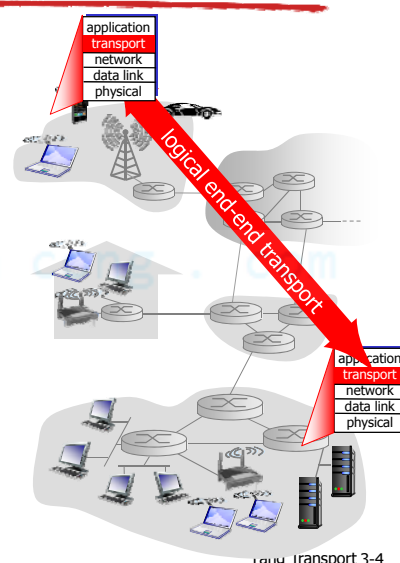 application
transport
network
data link
physical
logical end-end transport
application
transport
network
data link
physical
Transport 3-4